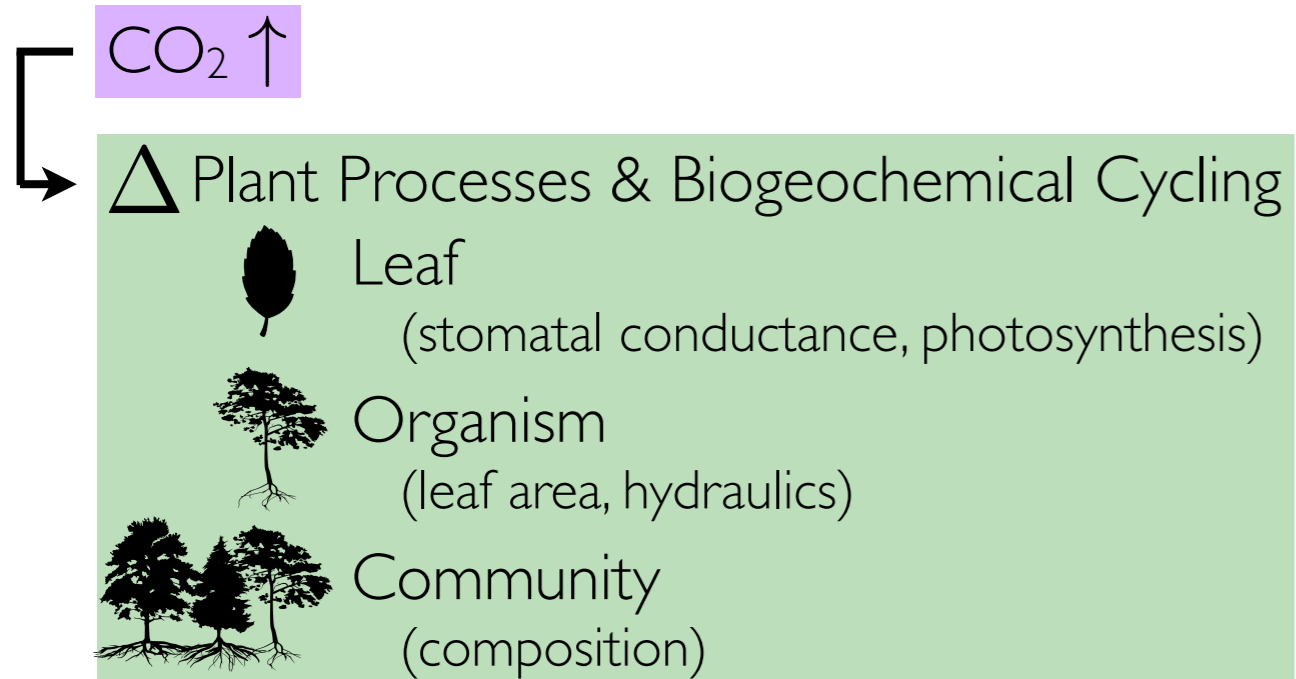 CO₂ ↑
Δ Plant Processes & Biogeochemical Cycling
Leaf
(stomatal conductance, photosynthesis)
Organism
(leaf area, hydraulics)
Community
(composition)